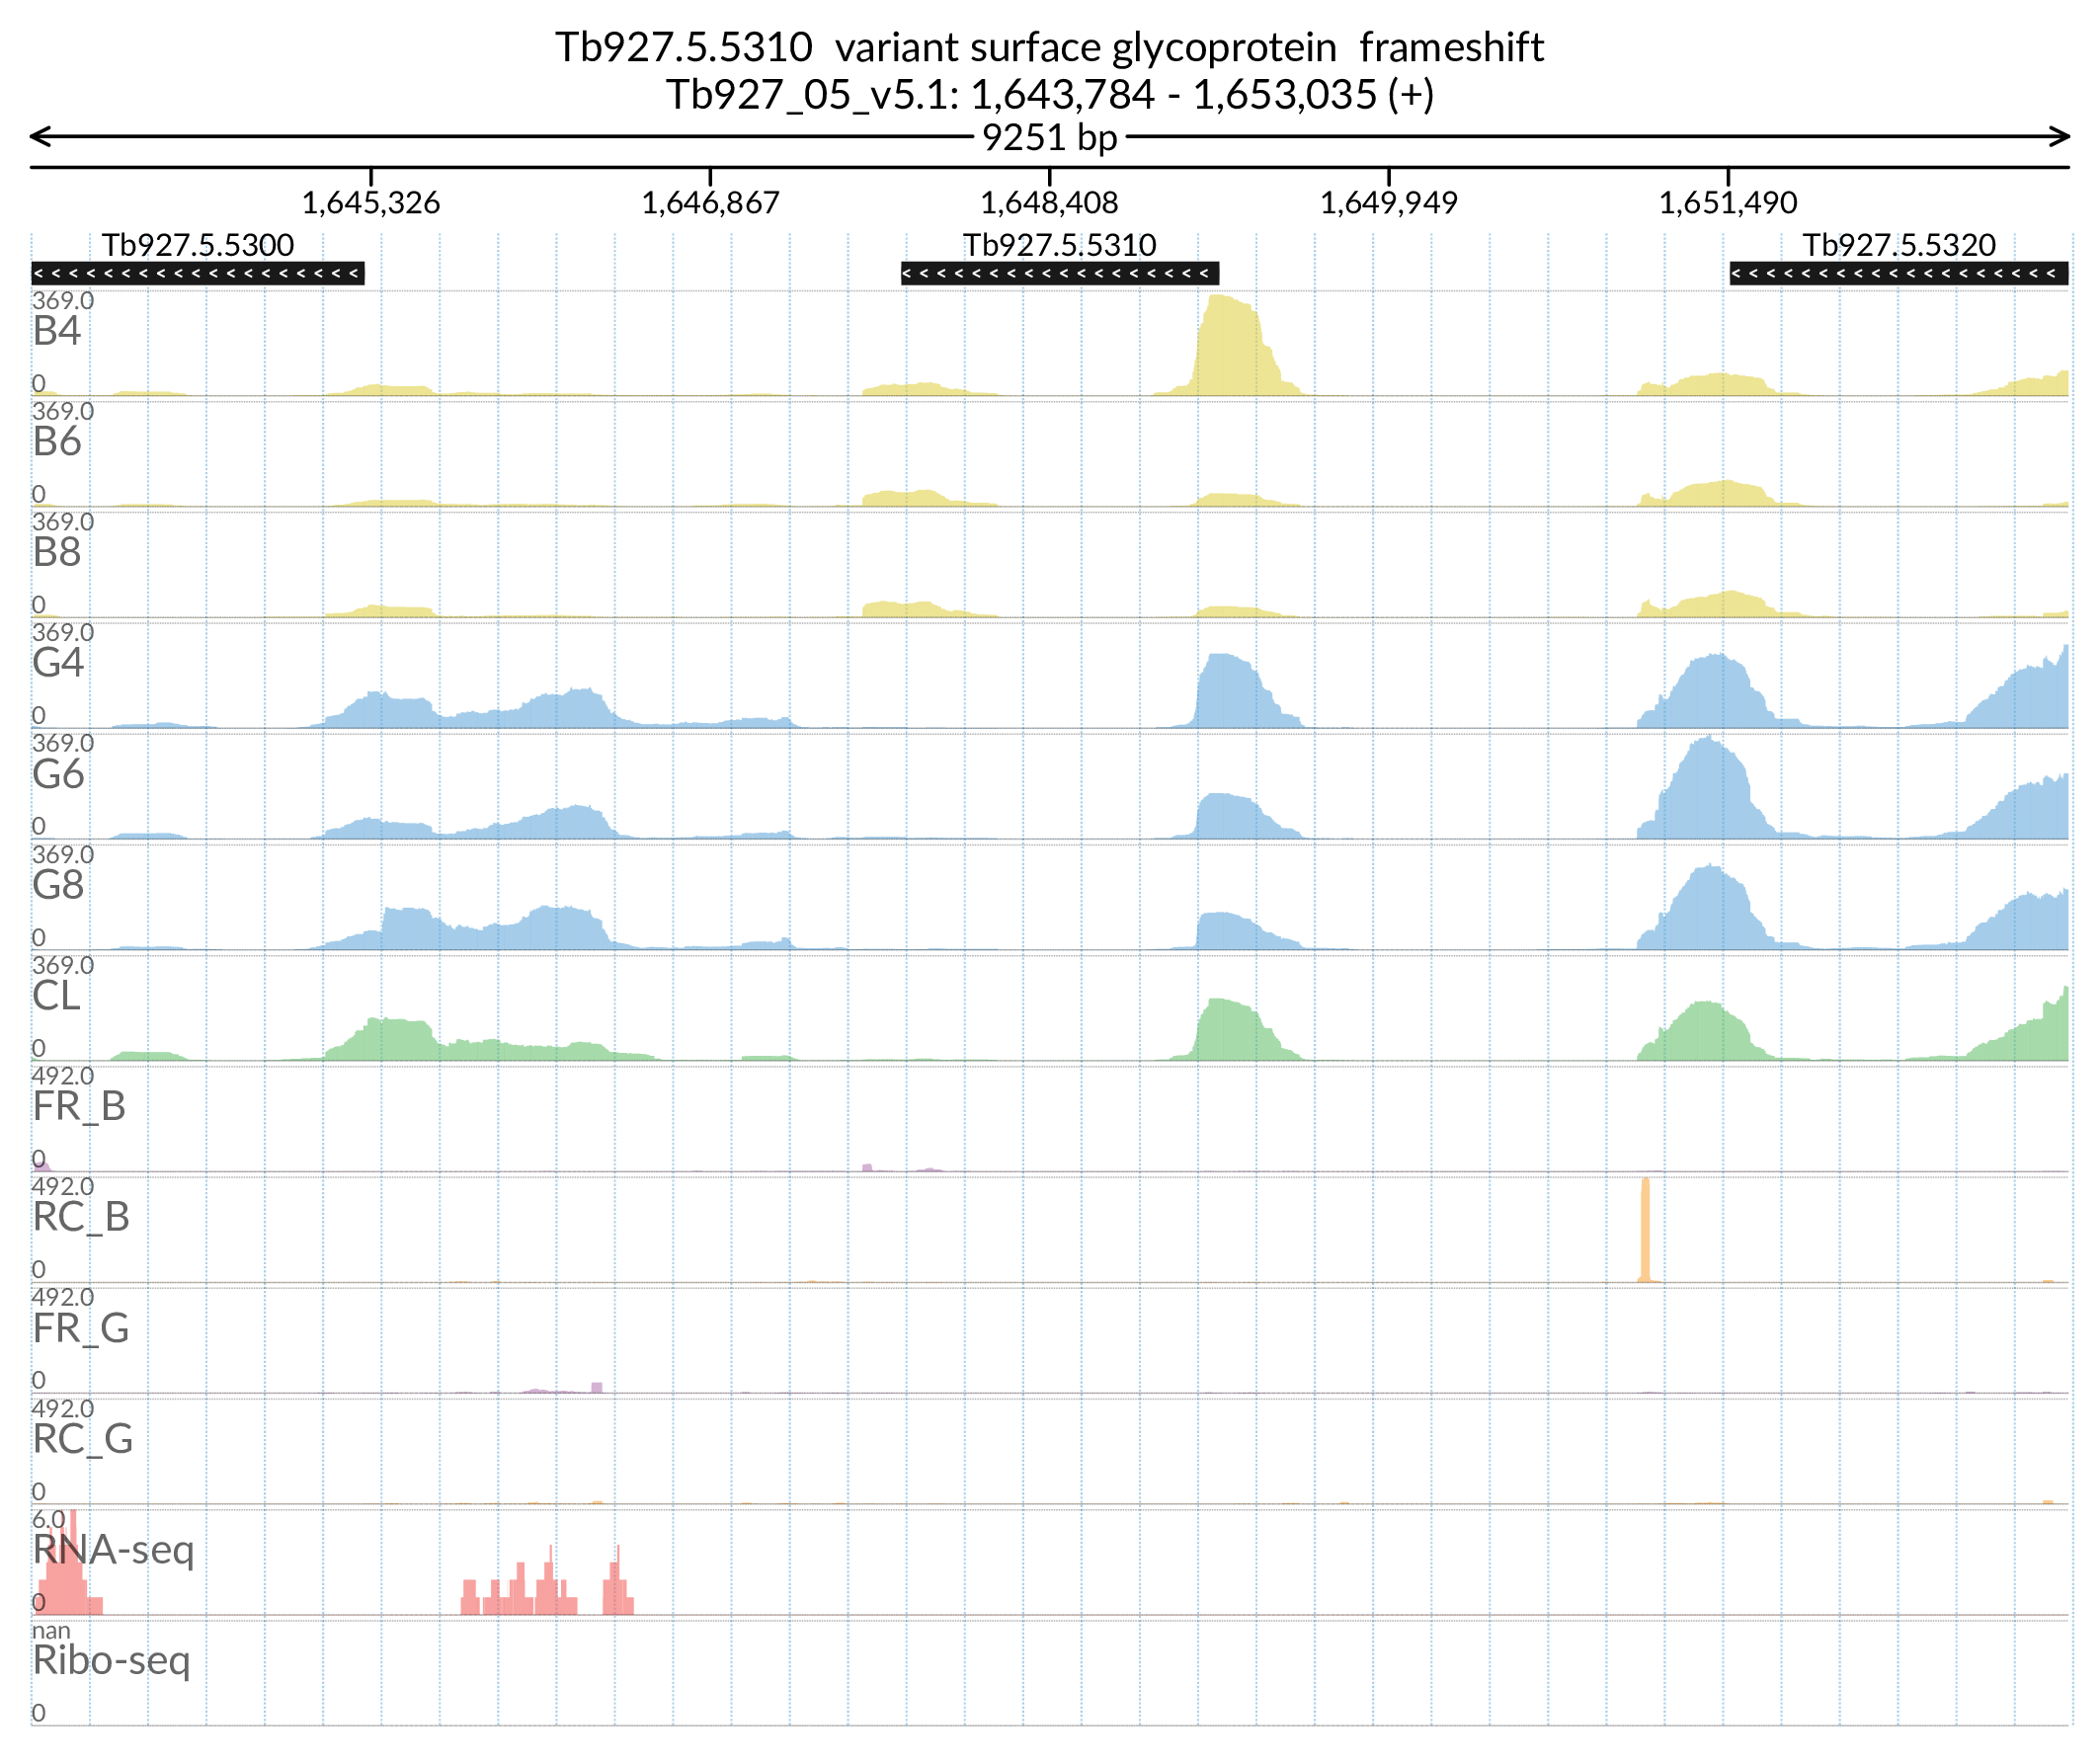 Tb927.5.5310 variant surface glycoprotein frameshift
Tb927_05_v5.1: 1,643,784 - 1,653,035 (+)
9251 bp
1,645,326 1,646,867 1,648,408 1,649,949 1,651,490
Tb927.5.5300 Tb927.5.5310 Tb927.5.5320
369.0
B4
0
369.0
B6
0
369.0
B8
0
369.0
G4
0
369.0
G6
0
369.0
G8
0
369.0
CL
0
492.0
FR_B
0
492.0
RC_B
0
492.0
FR_G
0
492.0
RC_G
0
6.0
RNA-seq
0
nan
Ribo-seq
0